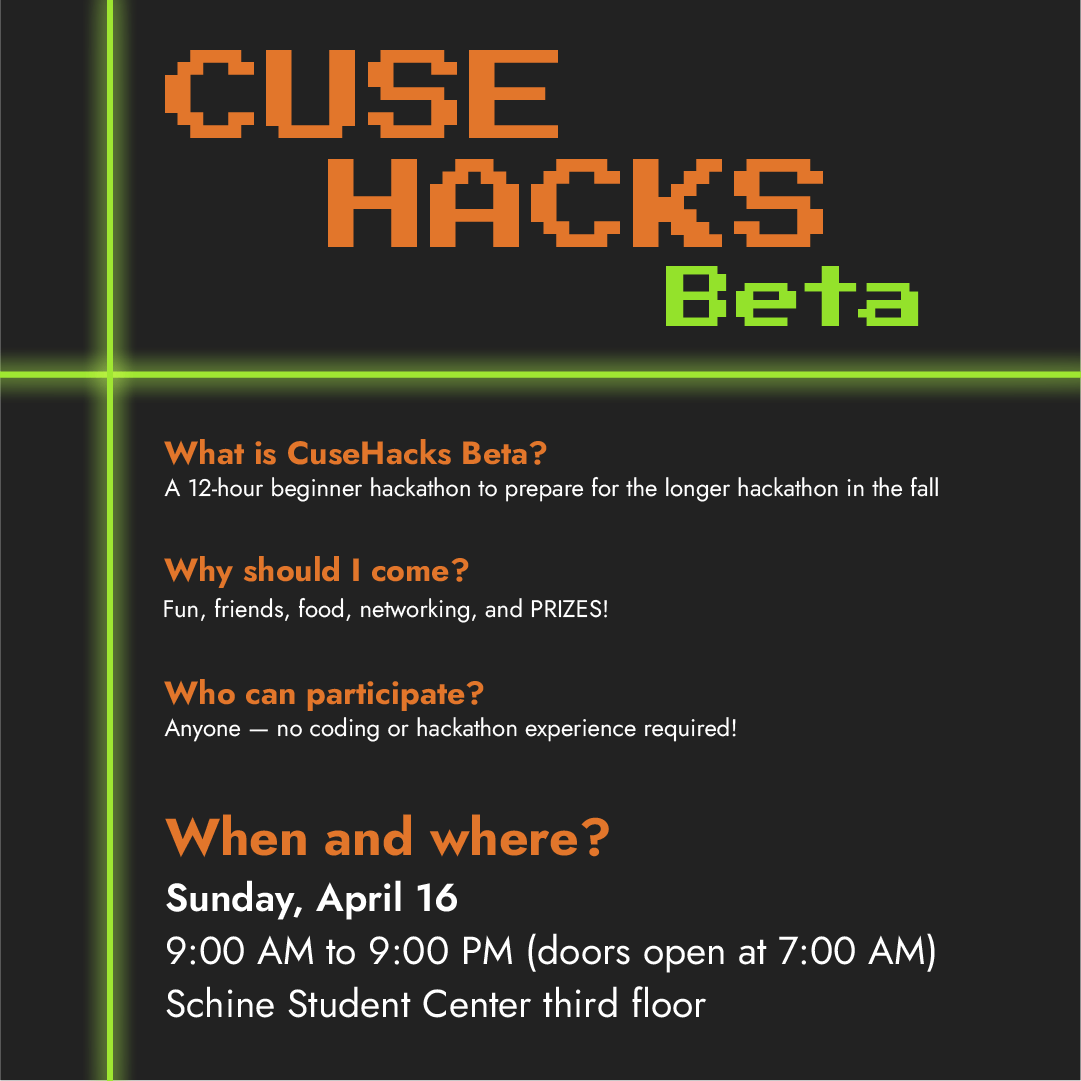 CUSE
HACKS
Beta
What is CuseHacks Beta?
A 12-hour beginner hackathon to prepare for the longer hackathon in the fall
Why should I come?
Fun, friends, food, networking, and PRIZES!
Who can participate?
Anyone — no coding or hackathon experience required!
When and where?
Sunday, April 16
9:00 AM to 9:00 PM (doors open at 7:00 AM)
Schine Student Center third floor